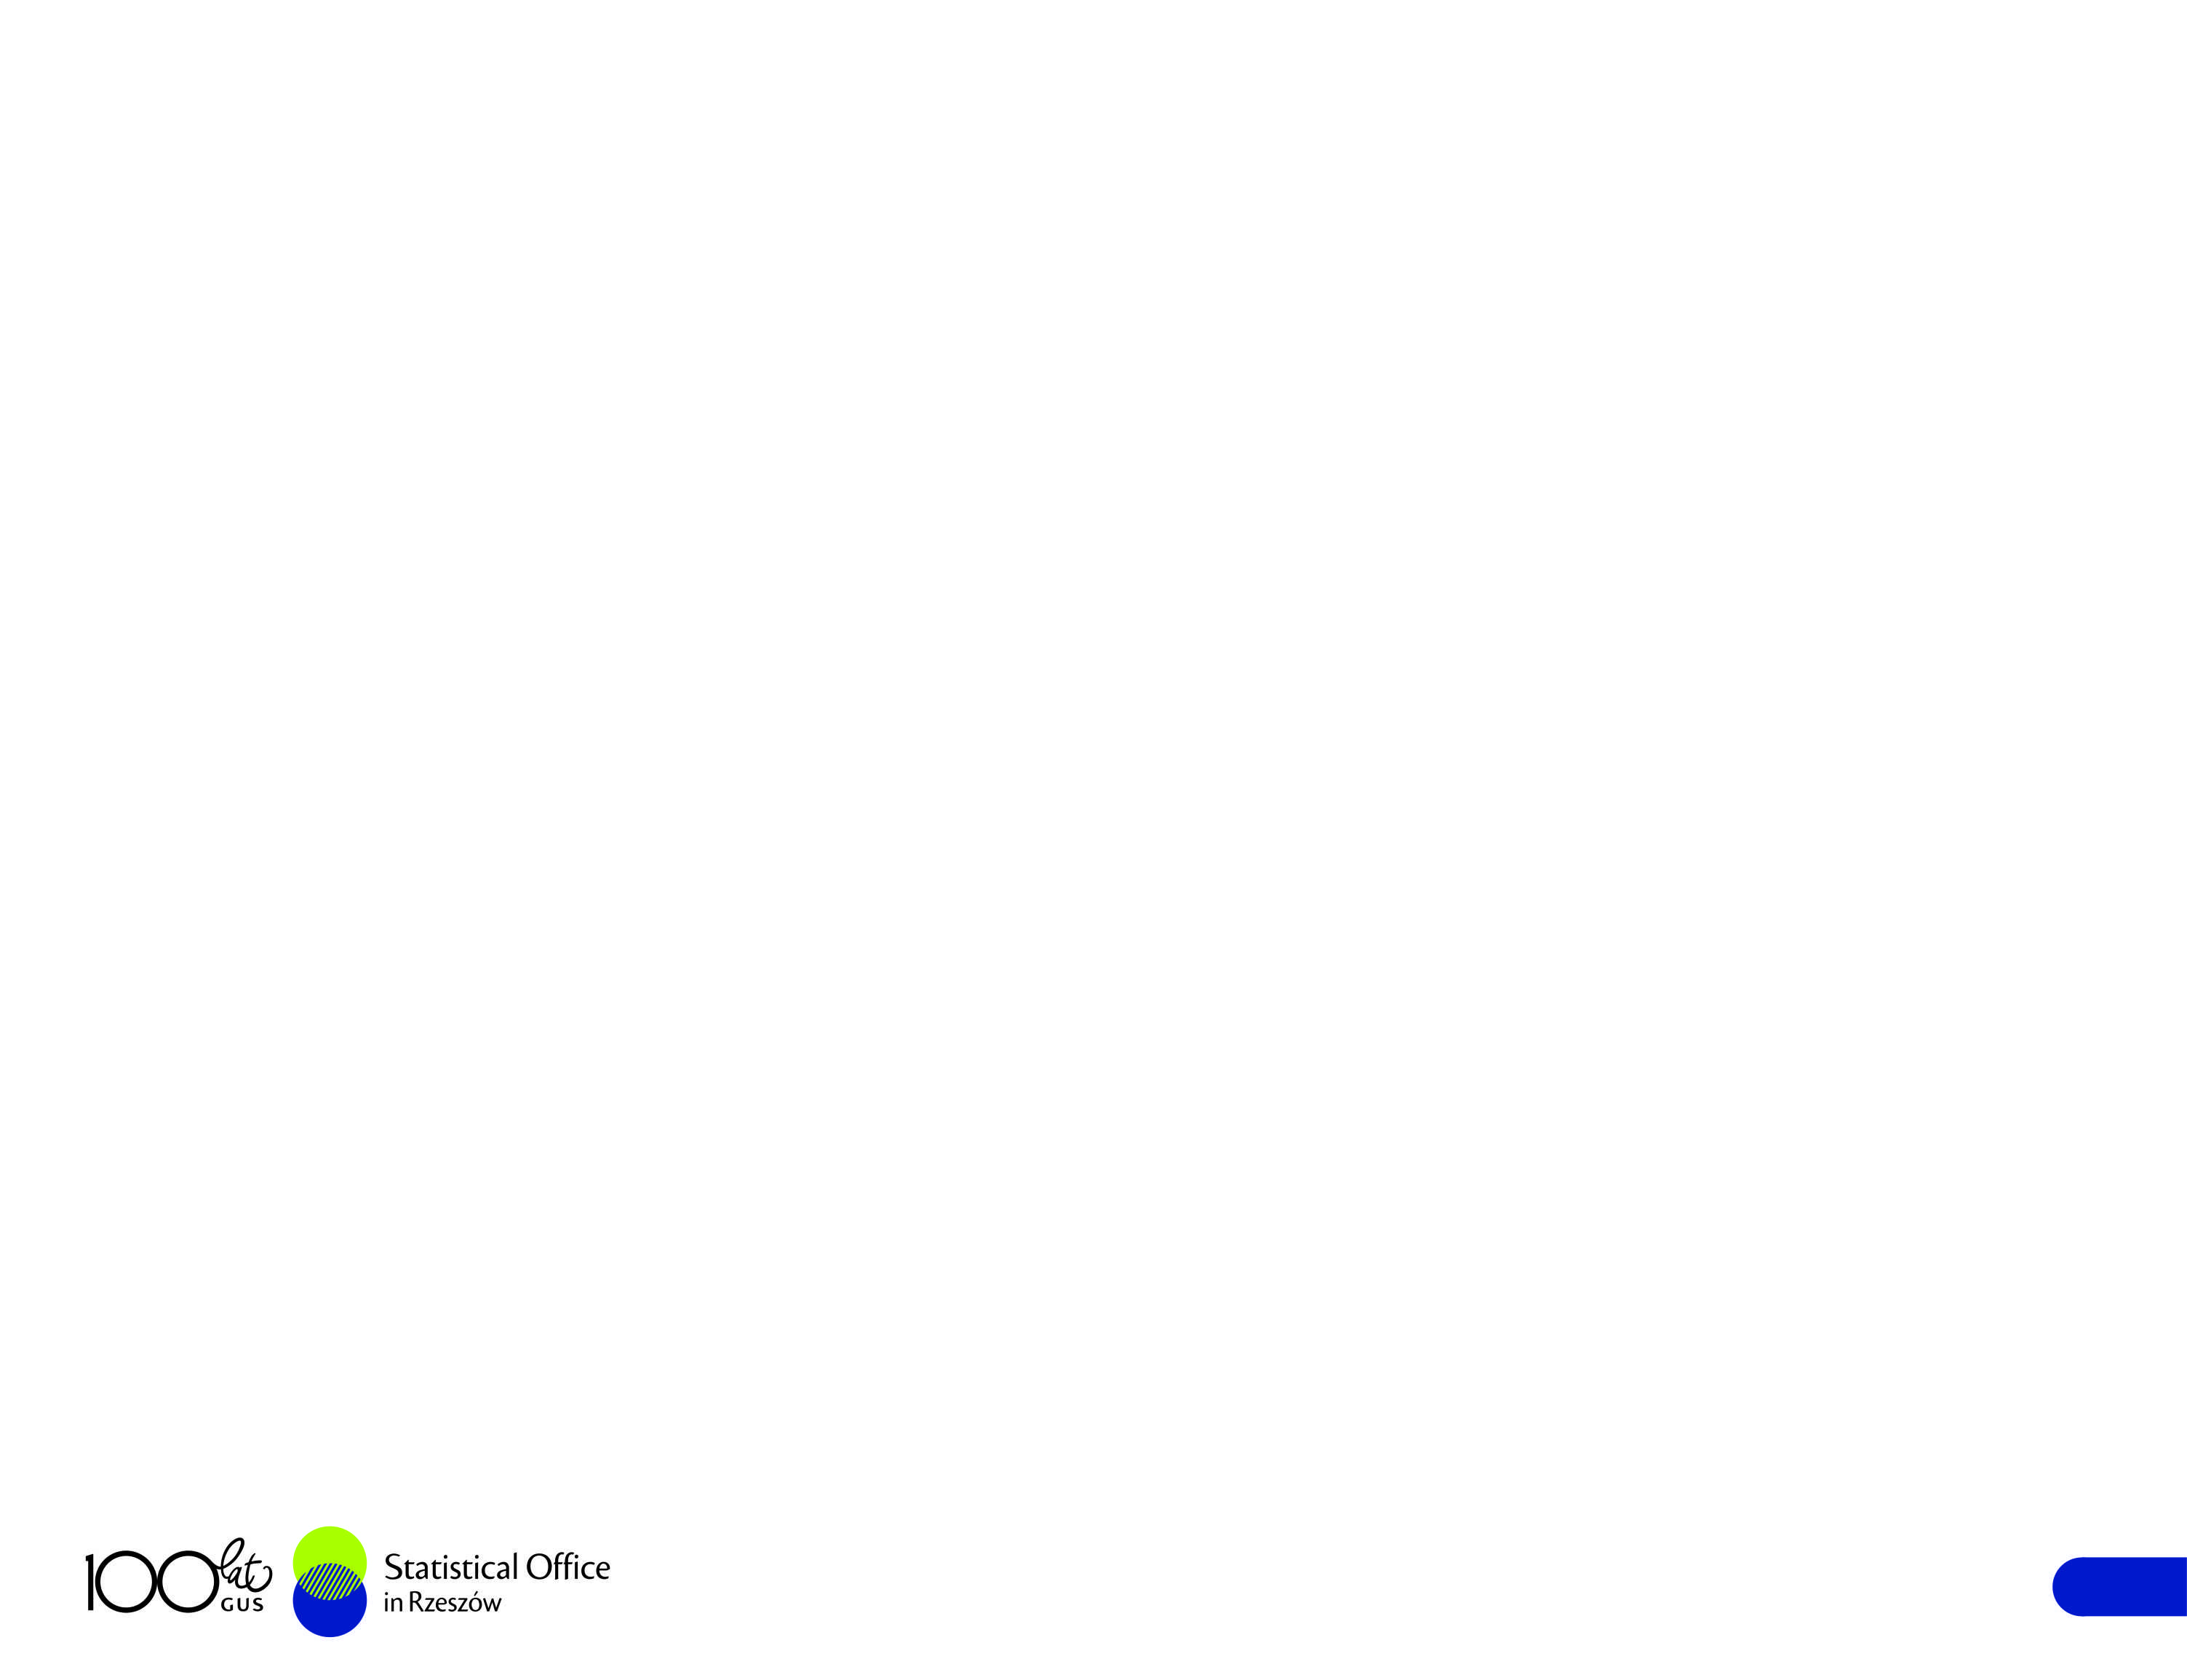 100 lat
GUS
Statistical Office
in Rzeszów